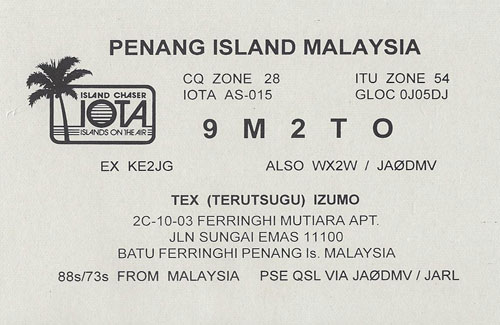 PENANG ISLAND MALAYSIA
CQ ZONE 28 ITU ZONE 54
IOTA AS-015 GLOC 0J05DJ
ISLAND CHASER
IOTA
ISLANDS ON THE AIR
9M2TO
EX KE2JG ALSO WX2W / JAØDMV
TEX (TERUTSUGU) IZUMO
2C-10-03 FERRINGHI MUTIARA APT.
JLN SUNGAI EMAS 11100
BATU FERRINGHI PENANG Is. MALAYSIA
88s/73s FROM MALAYSIA PSE QSL VIA JAØDMV / JARL